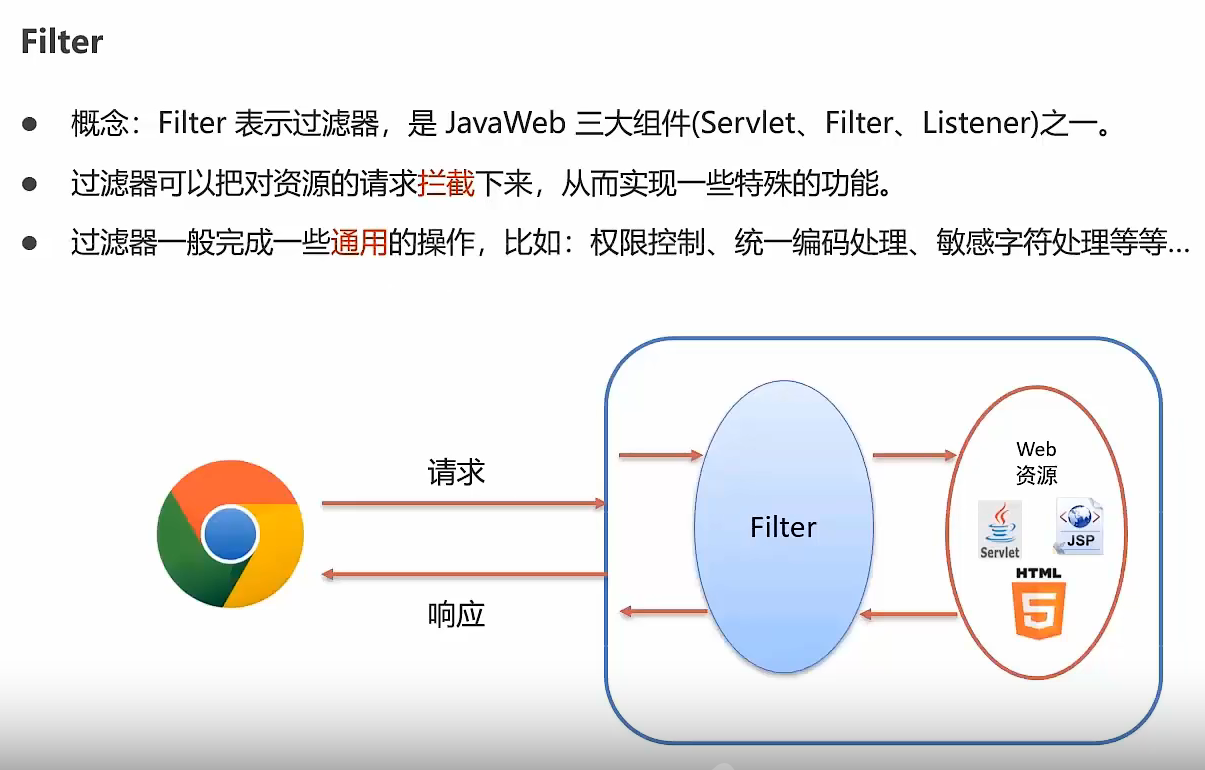 Filter
● 概念：Filter 表示过滤器，是 JavaWeb 三大组件(Servlet、Filter、Listener)之一。
● 过滤器可以把对资源的请求拦截下来，从而实现一些特殊的功能。
● 过滤器一般完成一些通用的操作，比如：权限控制、统一编码处理、敏感字符处理等等...
请求
响应
Filter
Web
资源
Servlet
JSP
HTML
5